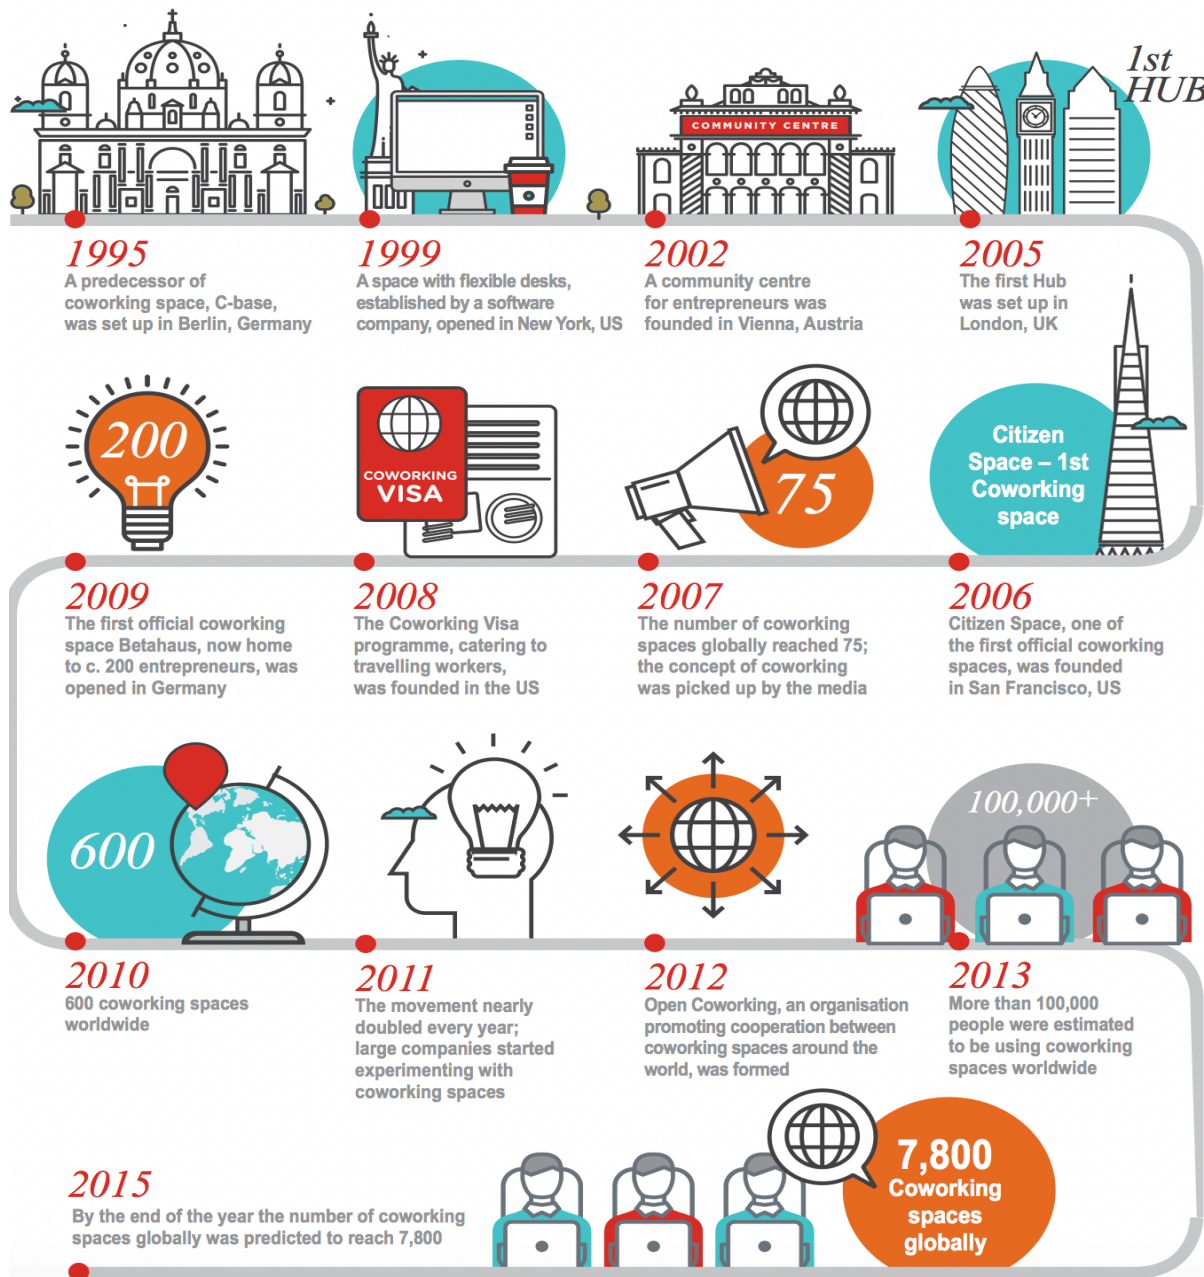 1st
HUB
COMMUNITY CENTRE
1995
A predecessor of
coworking space, C-base,
was set up in Berlin, Germany
1999
A space with flexible desks,
established by a software
company, opened in New York, US
2002
A community centre
for entrepreneurs was
founded in Vienna, Austria
2005
The first Hub
was set up in
London, UK
Citizen
Space – 1st
Coworking
space
2006
Citizen Space, one of
the first official coworking
spaces, was founded
in San Francisco, US
75
2007
The number of coworking
spaces globally reached 75;
the concept of coworking
was picked up by the media
COWORKING
VISA
2008
The Coworking Visa
programme, catering to
travelling workers,
was founded in the US
200
2009
The first official coworking
space Betahaus, now home
to c. 200 entrepreneurs, was
opened in Germany
600
2010
600 coworking spaces
worldwide
2011
The movement nearly
doubled every year;
large companies started
experimenting with
coworking spaces
2012
Open Coworking, an organisation
promoting cooperation between
coworking spaces around the
world, was formed
100,000+
2013
More than 100,000
people were estimated
to be using coworking
spaces worldwide
2015
By the end of the year the number of coworking
spaces globally was predicted to reach 7,800
7,800
Coworking
spaces
globally